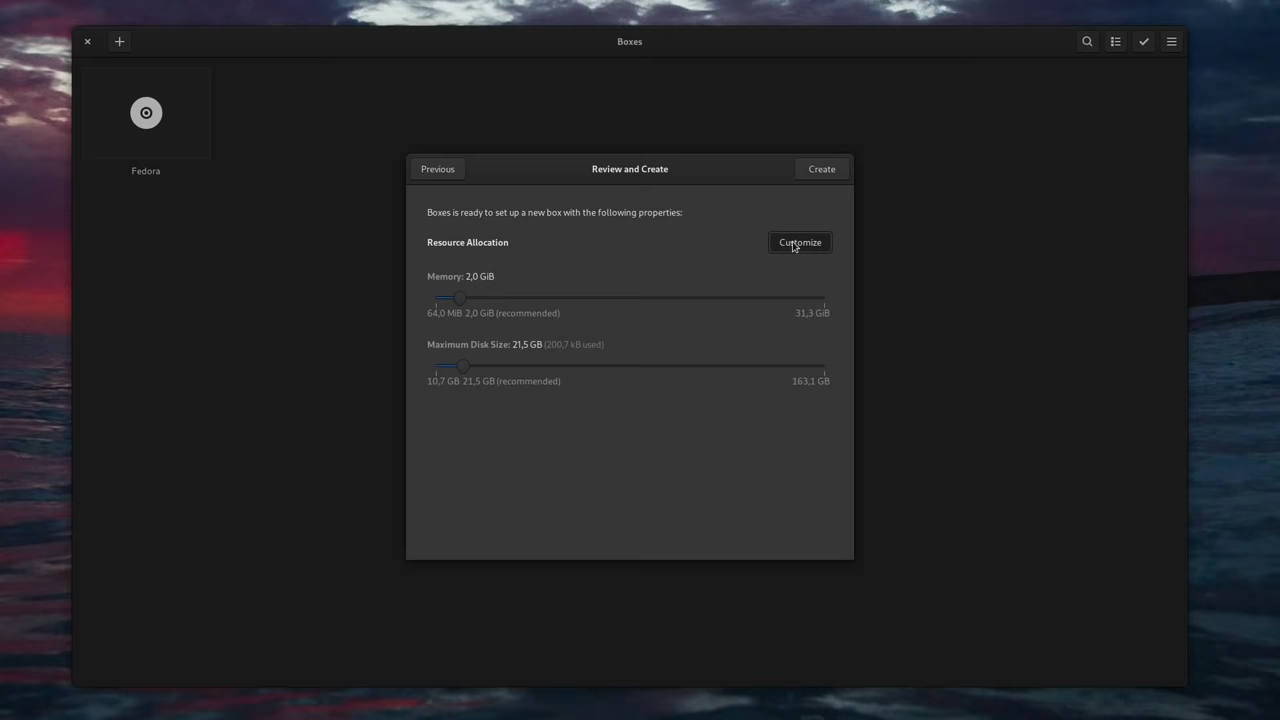 Boxes
Fedora
Previous
Review and Create
Create
Boxes is ready to set up a new box with the following properties:
Resource Allocation
Customize
Memory: 2,0 GiB
64,0 MiB 2,0 GiB (recommended) 31,3 GiB
Maximum Disk Size: 21,5 GB (200,7 kB used)
10,7 GB 21,5 GB (recommended) 163,1 GB